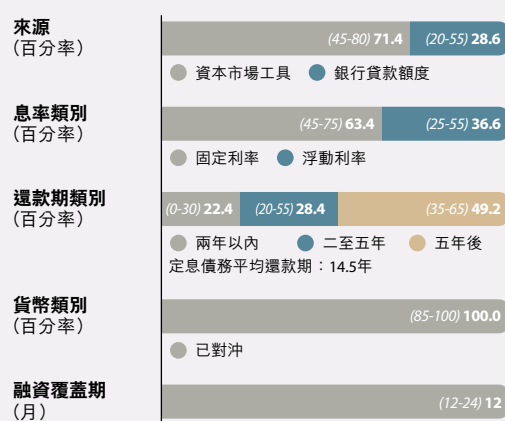 來源
(百分率)
(45-80) 71.4 (20-55) 28.6
資本市場工具 銀行貸款額度
息率類別
(百分率)
(45-75) 63.4 (25-55) 36.6
固定利率 浮動利率
還款期類別
(百分率)
(0-30) 22.4 (20-55) 28.4 (35-65) 49.2
兩年以內 二至五年 五年後
定息債務平均還款期：14.5年
貨幣類別
(百分率)
(85-100) 100.0
已對沖
融資覆蓋期
(月)
(12-24) 12